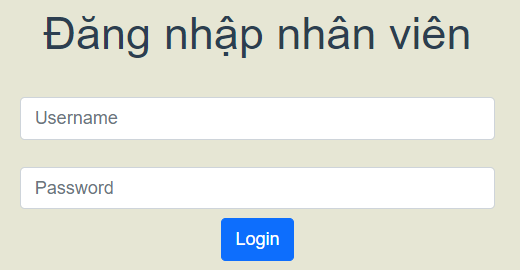 Đăng nhập nhân viên
Username
Password
Login